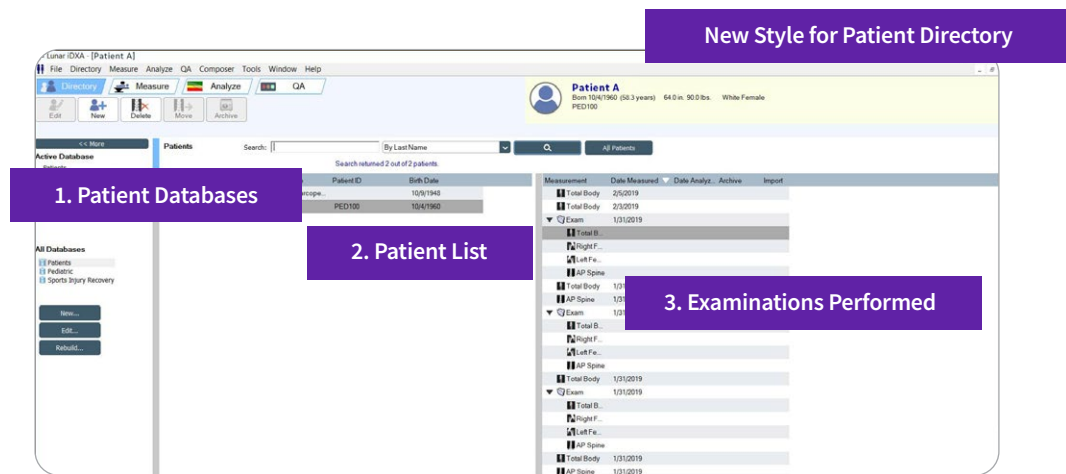 New Style for Patient Directory
Lunar iDXA - [Patient A]
File Directory Measure Analyze QA Composer Tools Window Help
Directory Measure Analyze QA
Edit New Delete Move Archive
Patient A
Born 10/4/1960 (58.3 years) 64.0 in. 90.0 lbs. White Female
PED100
<< More
Active Database
Patients
Patients Search: By Last Name All Patients
Search returned 2 out of 2 patients.
Patient ID Birth Date
10/9/1948
PED100 10/4/1960
1. Patient Databases
2. Patient List
3. Examinations Performed
All Databases
Patients
Pediatric
Sports Injury Recovery
New...
Edit...
Rebuild...
Measurement Date Measured Date Analyz... Archive Import
Total Body 2/5/2019
Total Body 2/3/2019
Exam 1/31/2019
Total B...
Right F...
Left Fe...
AP Spine
Total Body 1/31
AP Spine 1/31
Exam 1/31
Total B...
Right F...
Left Fe...
AP Spine
Total Body 1/31/2019
Exam 1/31/2019
Total B...
Right F...
Left Fe...
AP Spine
Total Body 1/31/2019
AP Spine 1/31/2019